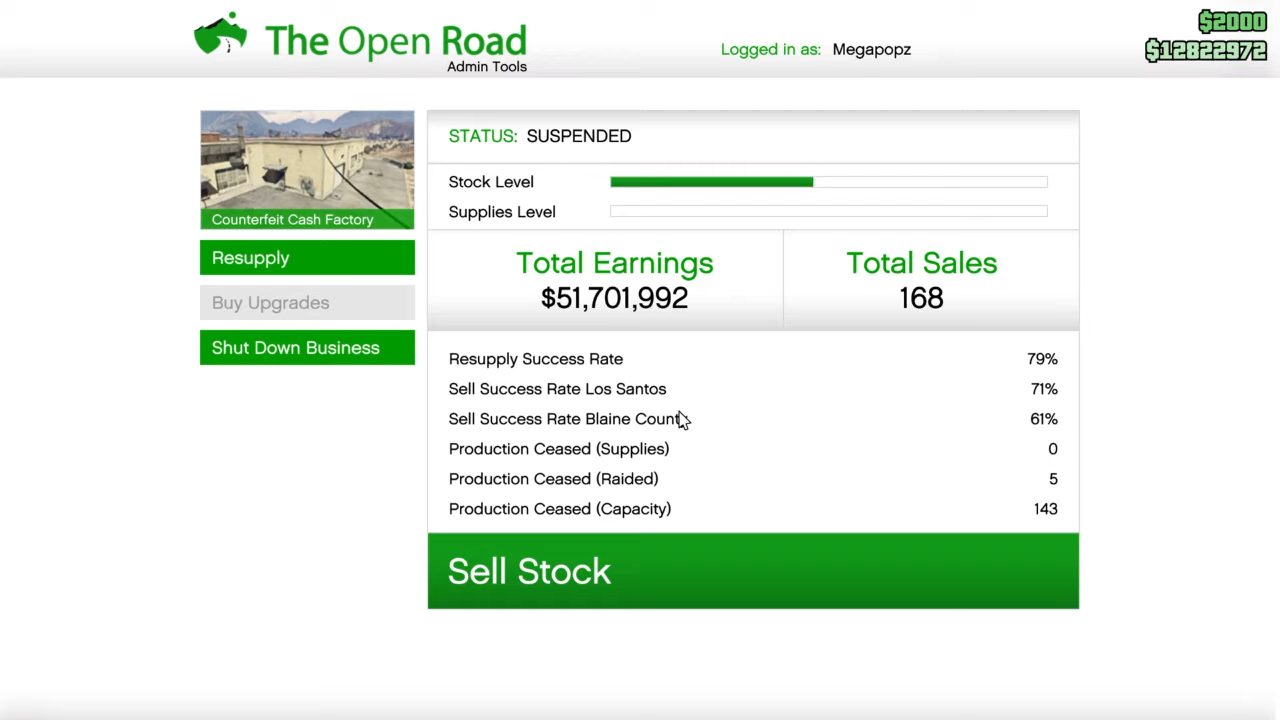 The Open Road
Admin Tools
Logged in as: Megapopz
$2000
$12822972
Counterfeit Cash Factory
Resupply
Buy Upgrades
Shut Down Business
STATUS: SUSPENDED
Stock Level
Supplies Level
Total Earnings
$51,701,992
Total Sales
168
Resupply Success Rate 79%
Sell Success Rate Los Santos 71%
Sell Success Rate Blaine County 61%
Production Ceased (Supplies) 0
Production Ceased (Raided) 5
Production Ceased (Capacity) 143
Sell Stock